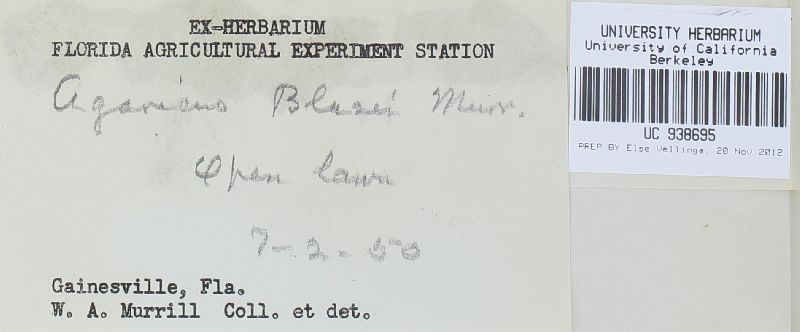 EX-HERBARIUM
FLORIDA AGRICULTURAL EXPERIMENT STATION
Agaricus Blazei Murr.
Open lawn
7-2-50
Gainesville, Fla.
W. A. Murrill Coll. et det.
UNIVERSITY HERBARIUM
University of California
Berkeley
UC 938695
PREP BY Else Vellinga, 20 Nov 2012